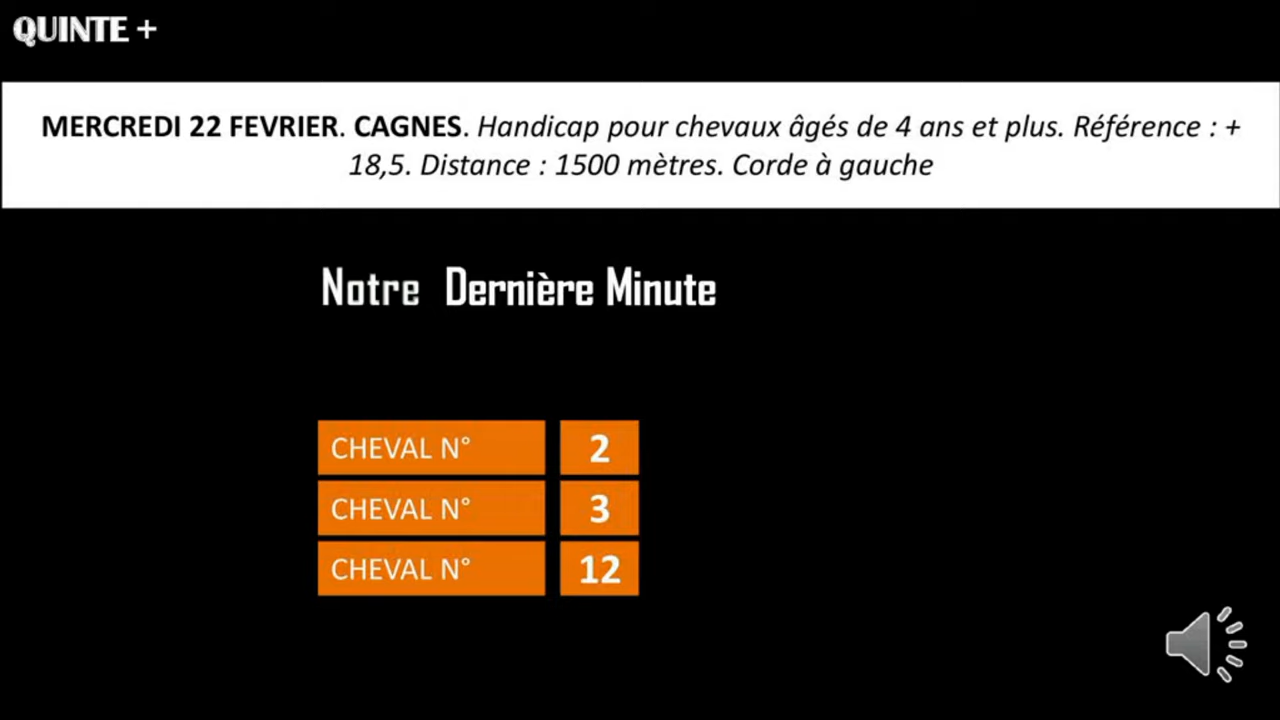 QUINTE +
MERCREDI 22 FEVRIER. CAGNES. Handicap pour chevaux âgés de 4 ans et plus. Référence : +
18,5. Distance : 1500 mètres. Corde à gauche
Notre Dernière Minute
CHEVAL N° 2
CHEVAL N° 3
CHEVAL N° 12